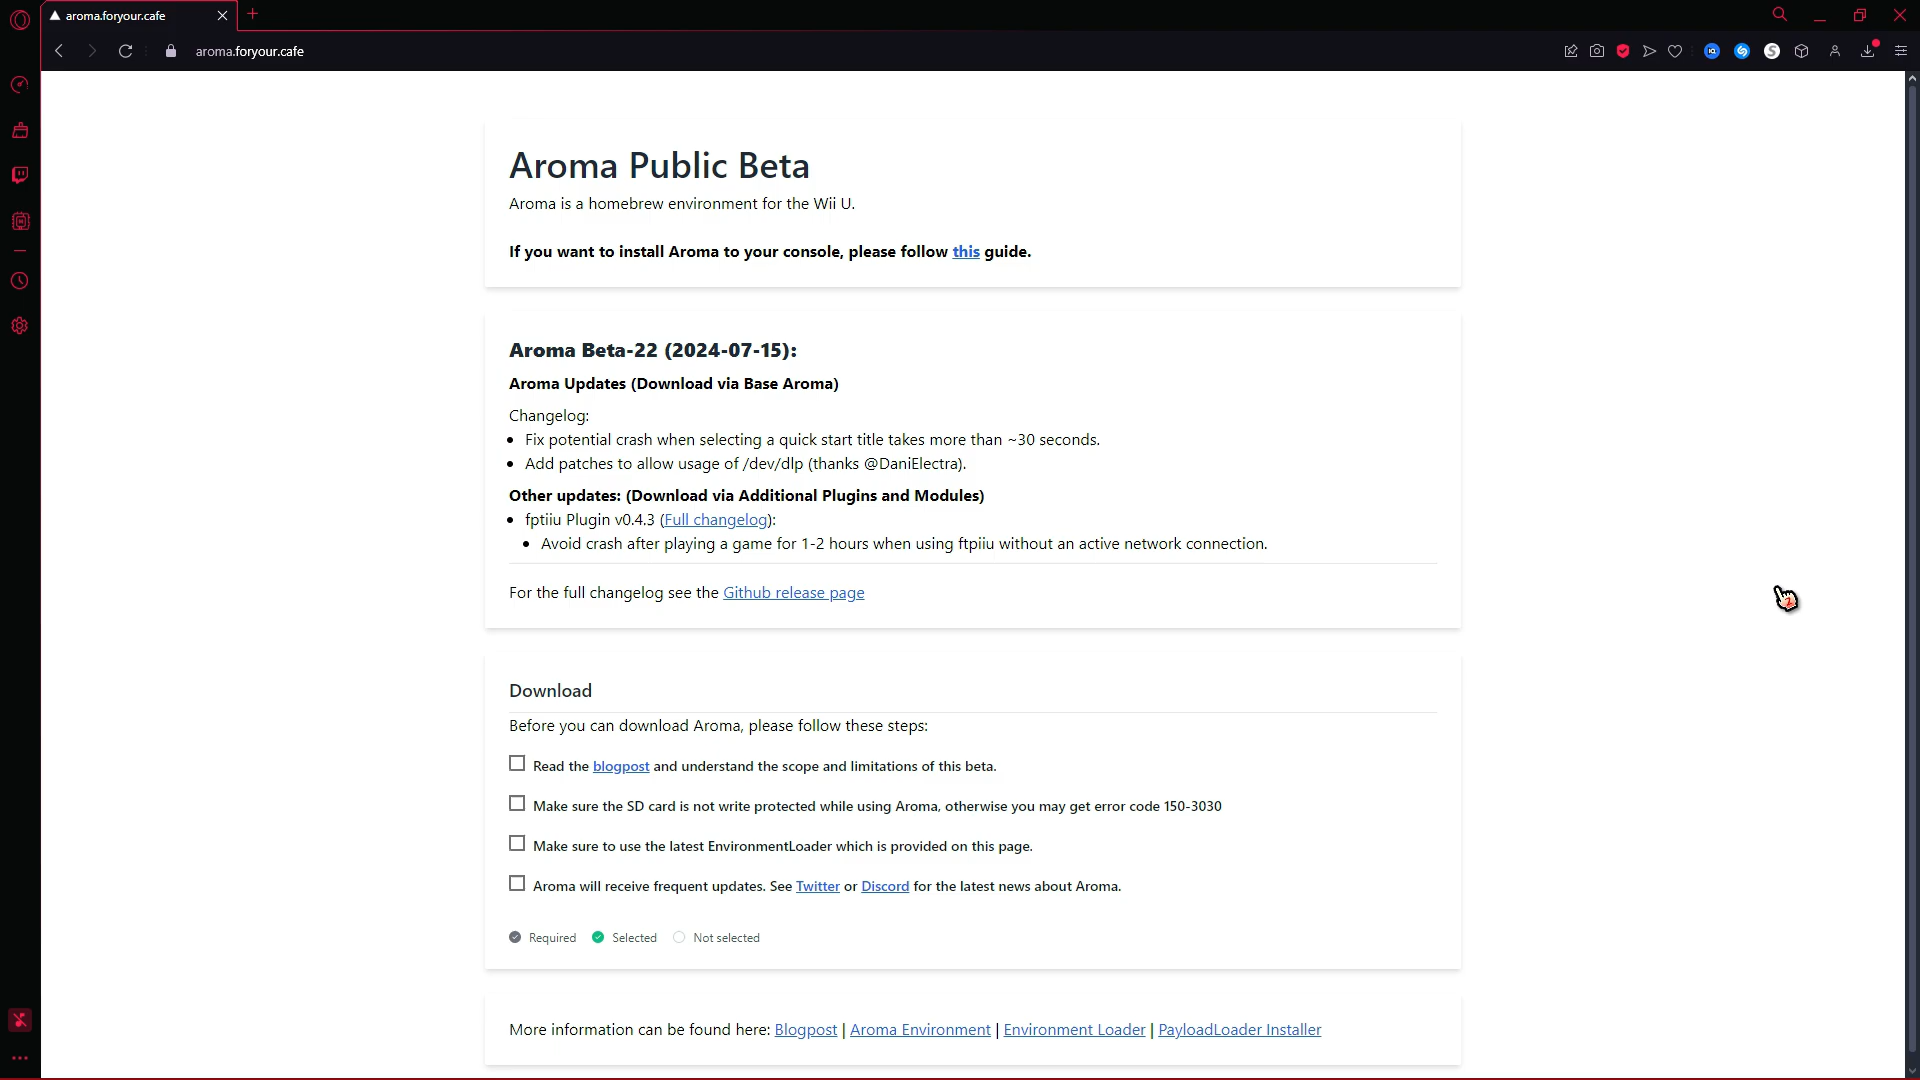 aroma.foryour.cafe
aroma.foryour.cafe
Aroma Public Beta
Aroma is a homebrew environment for the Wii U.
If you want to install Aroma to your console, please follow this guide.
Aroma Beta-22 (2024-07-15):
Aroma Updates (Download via Base Aroma)
Changelog:
Fix potential crash when selecting a quick start title takes more than ~30 seconds.
Add patches to allow usage of /dev/dlp (thanks @DaniElectra).
Other updates: (Download via Additional Plugins and Modules)
fptiiu Plugin v0.4.3 (Full changelog):
Avoid crash after playing a game for 1-2 hours when using ftpiiu without an active network connection.
For the full changelog see the Github release page
Download
Before you can download Aroma, please follow these steps:
Read the blogpost and understand the scope and limitations of this beta.
Make sure the SD card is not write protected while using Aroma, otherwise you may get error code 150-3030
Make sure to use the latest EnvironmentLoader which is provided on this page.
Aroma will receive frequent updates. See Twitter or Discord for the latest news about Aroma.
Required Selected Not selected
More information can be found here: Blogpost | Aroma Environment | Environment Loader | PayloadLoader Installer